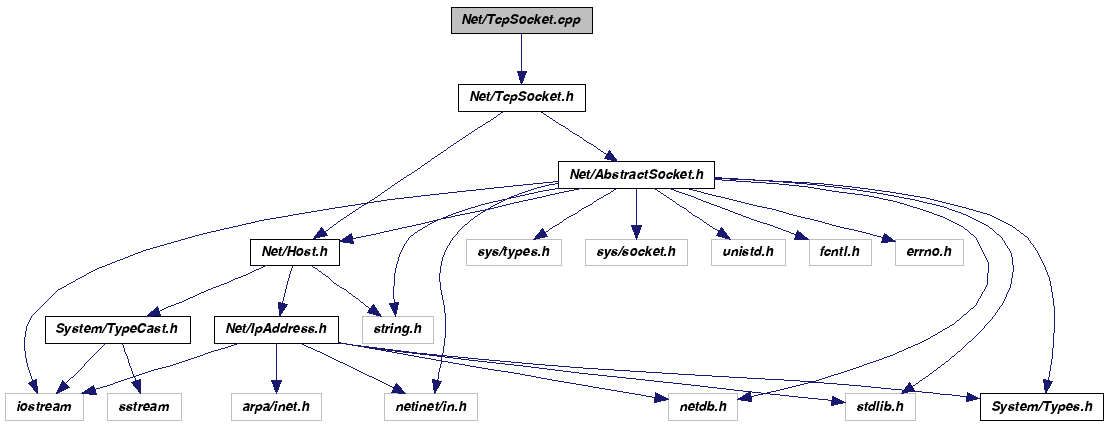 Net/TcpSocket.cpp
Net/TcpSocket.h
Net/AbstractSocket.h
Net/Host.h
sys/types.h
sys/socket.h
unistd.h
fcntl.h
errno.h
System/TypeCast.h
Net/IpAddress.h
string.h
iostream
sstream
arpa/inet.h
netinet/in.h
netdb.h
stdlib.h
System/Types.h